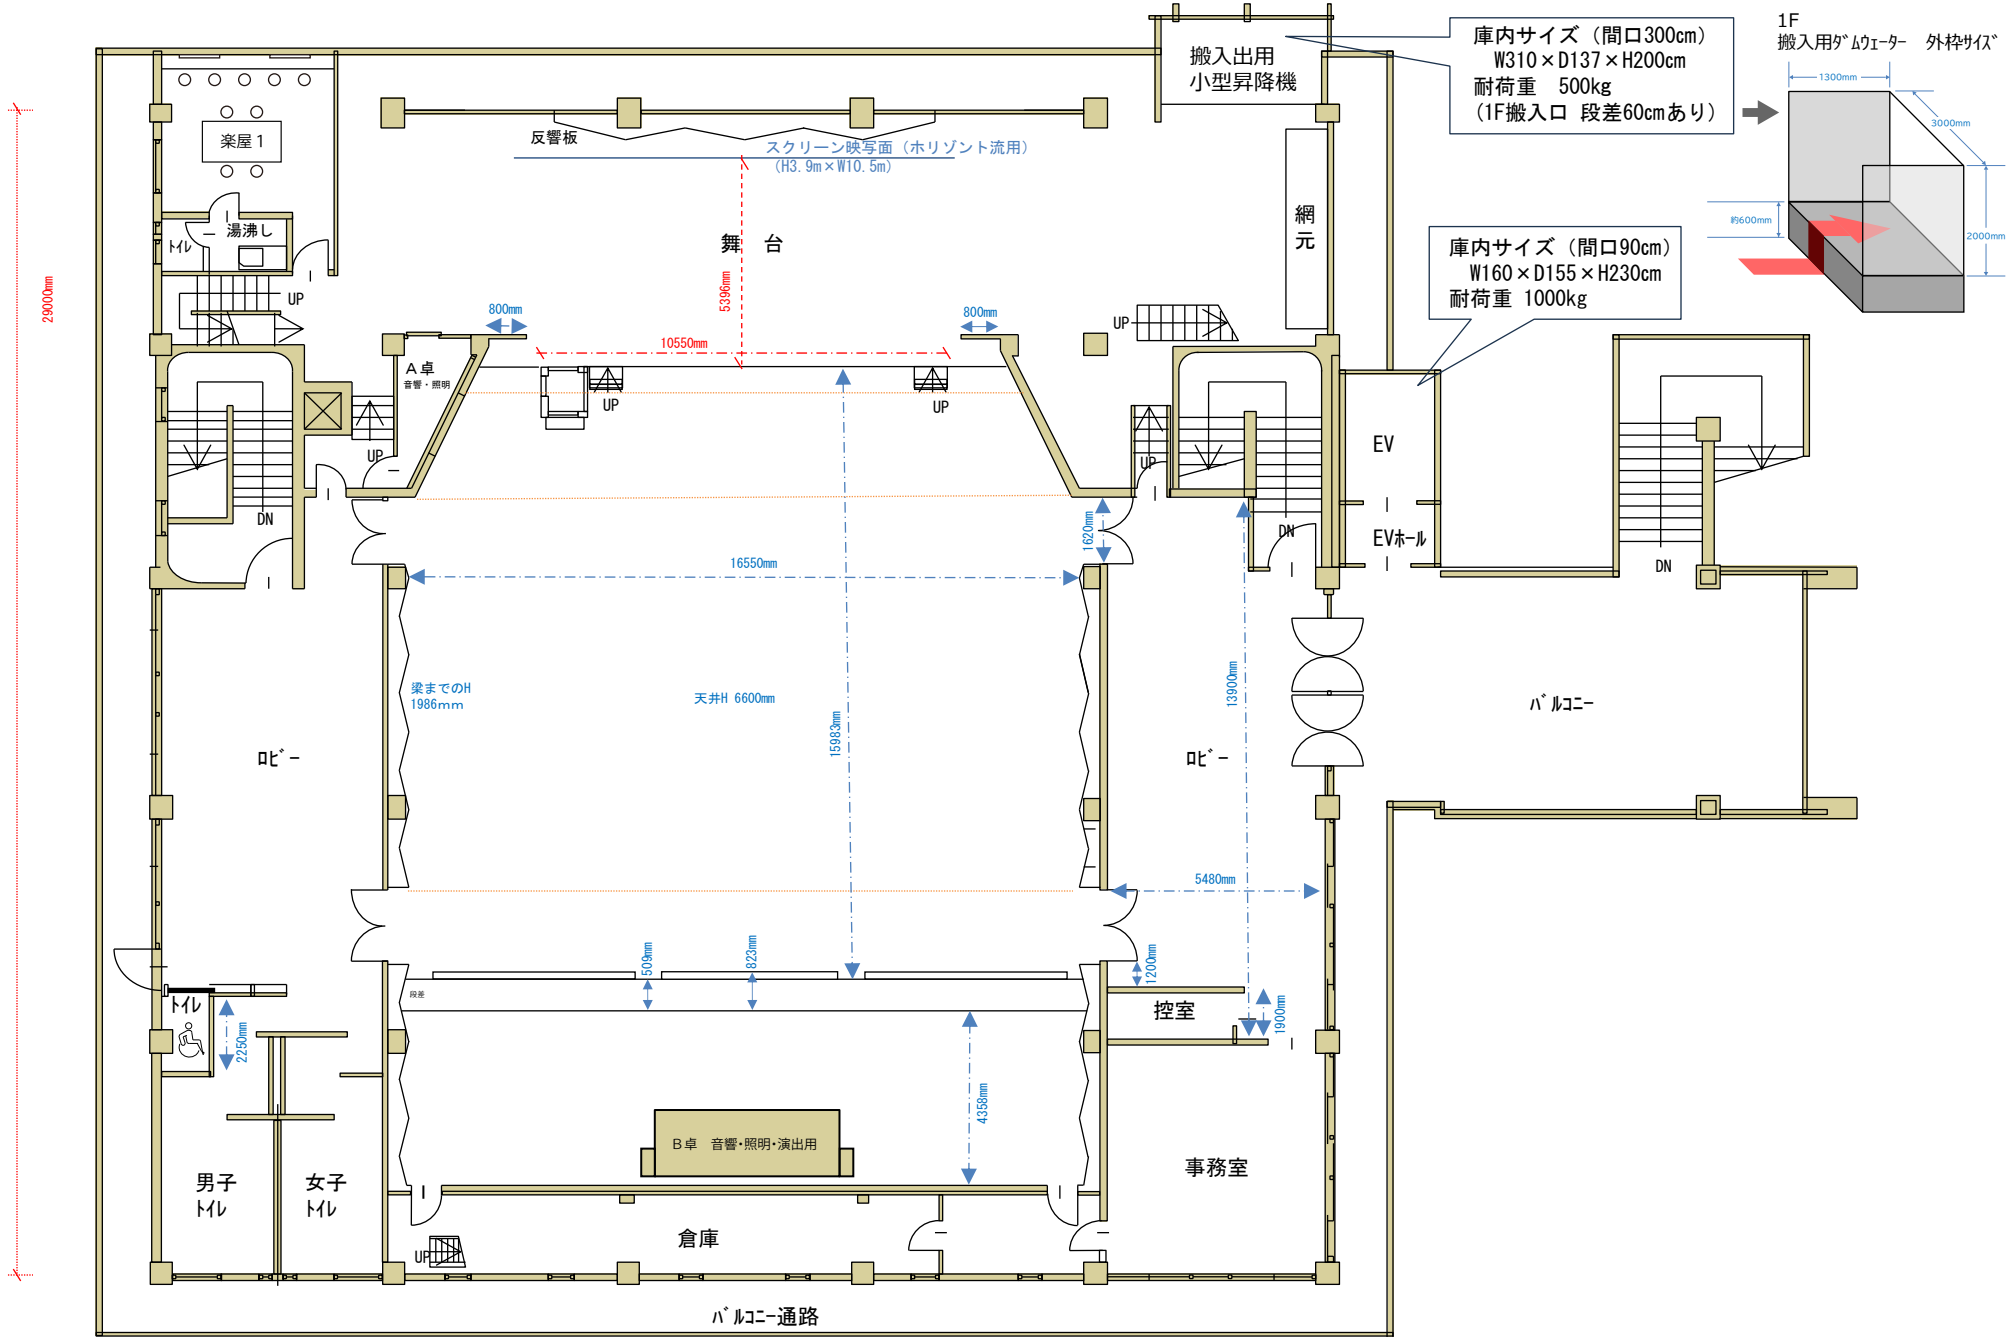 搬入出用
小型昇降機
庫内サイズ（間口300cm）
W310×D137×H200cm
耐荷重　500kg
（1F搬入口 段差60cmあり）
1F
搬入用ﾀﾞﾑｳｪｰﾀｰ　外枠ｻｲｽﾞ
1300mm
3000mm
約600mm
2000mm
楽屋１
反響板
スクリーン映写面（ホリゾント流用）
（H3.9m×W10.5m）
湯沸し
ﾄｲﾚ
舞　台
網
元
庫内サイズ（間口90cm）
W160×D155×H230cm
耐荷重 1000kg
29000mm
5396mm
UP
800mm
800mm
UP
10550mm
Ａ卓
音響・照明
UP
UP
UP
UP
EV
DN
DN
EVﾎｰﾙ
DN
1620mm
16550mm
梁までのH
1986mm
天井H 6600mm
15983mm
13900mm
ﾊﾞﾙｺﾆｰ
ﾛﾋﾞｰ
ﾛﾋﾞｰ
5480mm
509mm
823mm
1200mm
段差
ﾄｲﾚ
控室
1900mm
2250mm
4358mm
Ｂ卓　音響・照明・演出用
男子
ﾄｲﾚ
女子
ﾄｲﾚ
事務室
倉庫
UP
ﾊﾞﾙｺﾆｰ通路